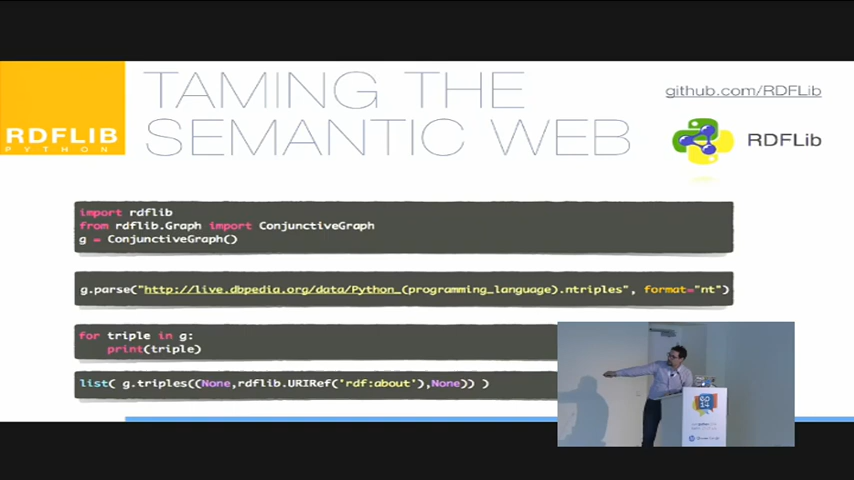 TAMING THE
SEMANTIC WEB
github.com/RDFLib
RDFLIB
PYTHON
RDFLib
import rdflib
from rdflib.Graph import ConjunctiveGraph
g = ConjunctiveGraph()
g.parse("http://live.dbpedia.org/data/Python_(programming_language).ntriples", format="nt")
for triple in g:
print(triple)
list( g.triples((None,rdflib.URIRef('rdf:about'),None)) )